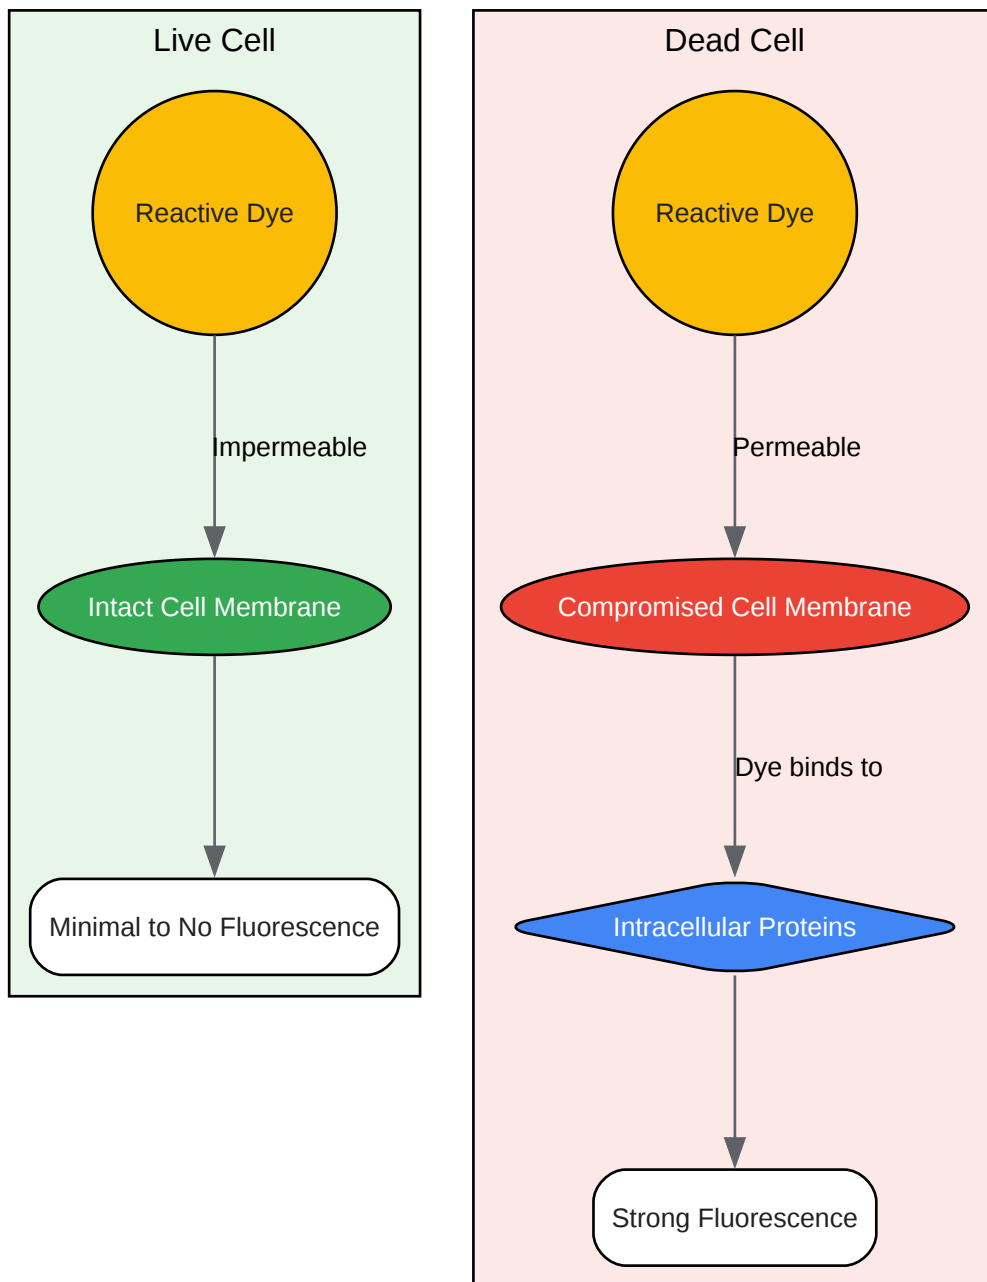 Live Cell
Reactive Dye
Impermeable
Intact Cell Membrane
Minimal to No Fluorescence
Dead Cell
Reactive Dye
Permeable
Compromised Cell Membrane
Dye binds to
Intracellular Proteins
Strong Fluorescence